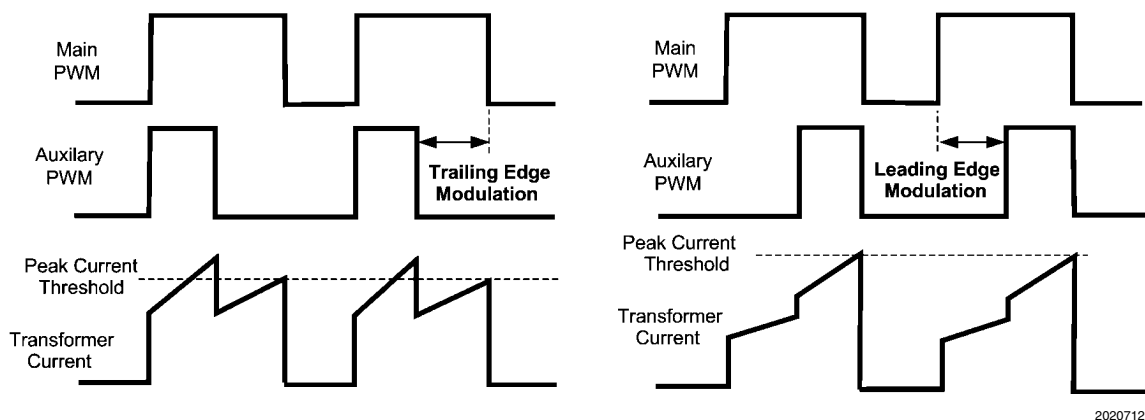 Main
PWM
Auxilary
PWM
Trailing Edge
Modulation
Peak Current
Threshold
Transformer
Current
Main
PWM
Auxilary
PWM
Leading Edge
Modulation
Peak Current
Threshold
Transformer
Current
2020712